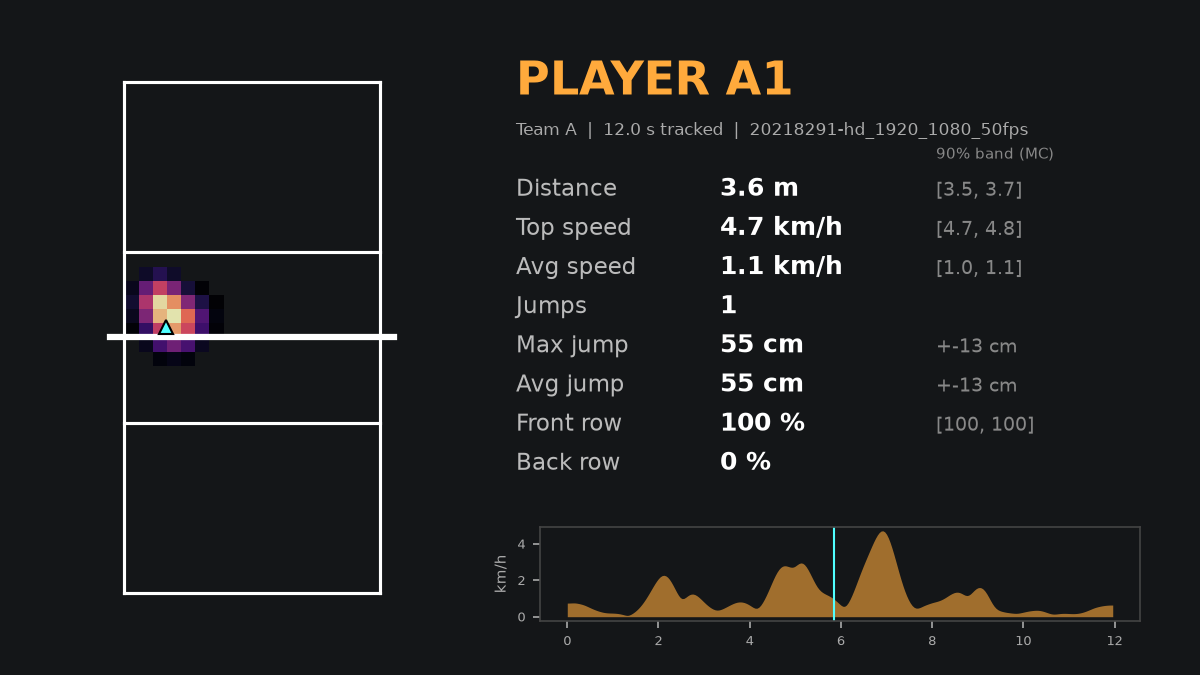 PLAYER A1
Team A | 12.0 s tracked | 20218291-hd_1920_1080_50fps
90% band (MC)
Distance 3.6 m [3.5, 3.7]
Top speed 4.7 km/h [4.7, 4.8]
Avg speed 1.1 km/h [1.0, 1.1]
Jumps 1
Max jump 55 cm +-13 cm
Avg jump 55 cm +-13 cm
Front row 100 % [100, 100]
Back row 0 %
km/h
4
2
0
0 2 4 6 8 10 12